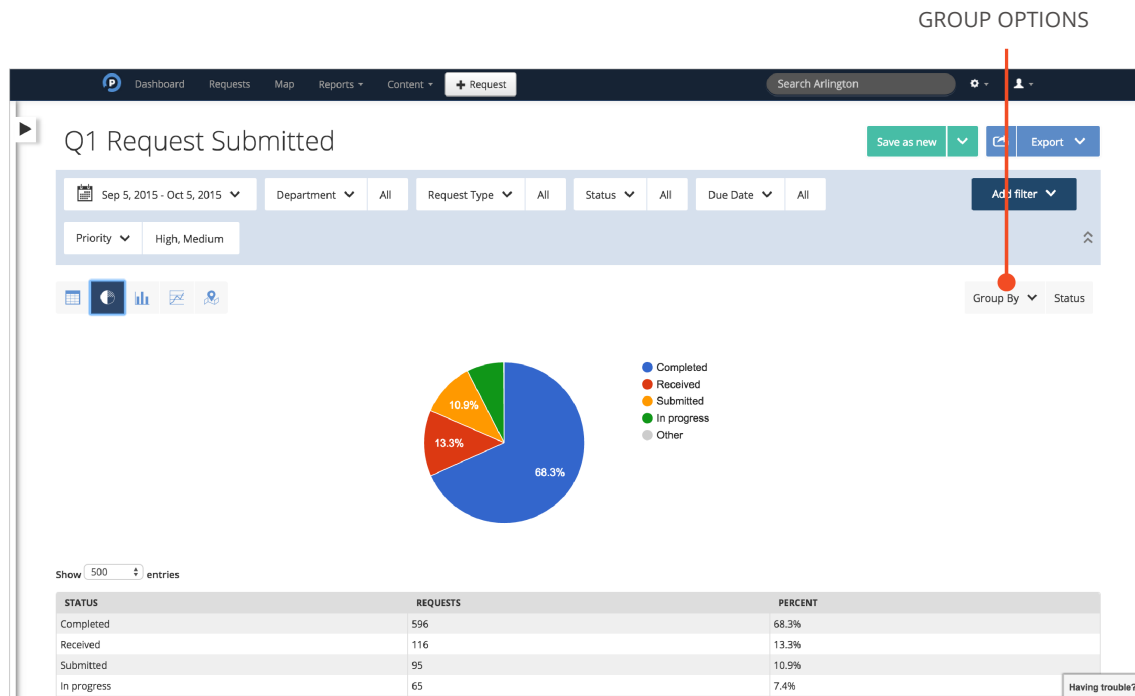 GROUP OPTIONS
P Dashboard Requests Map Reports Content + Request Search Arlington
Q1 Request Submitted
Save as new Export
Sep 5, 2015 - Oct 5, 2015 Department All Request Type All Status All Due Date All Add filter
Priority High, Medium
Group By Status
Completed
Received
Submitted
In progress
Other
10.9%
13.3%
68.3%
Show 500 entries
STATUS REQUESTS PERCENT
Completed 596 68.3%
Received 116 13.3%
Submitted 95 10.9%
In progress 65 7.4%
Having trouble?